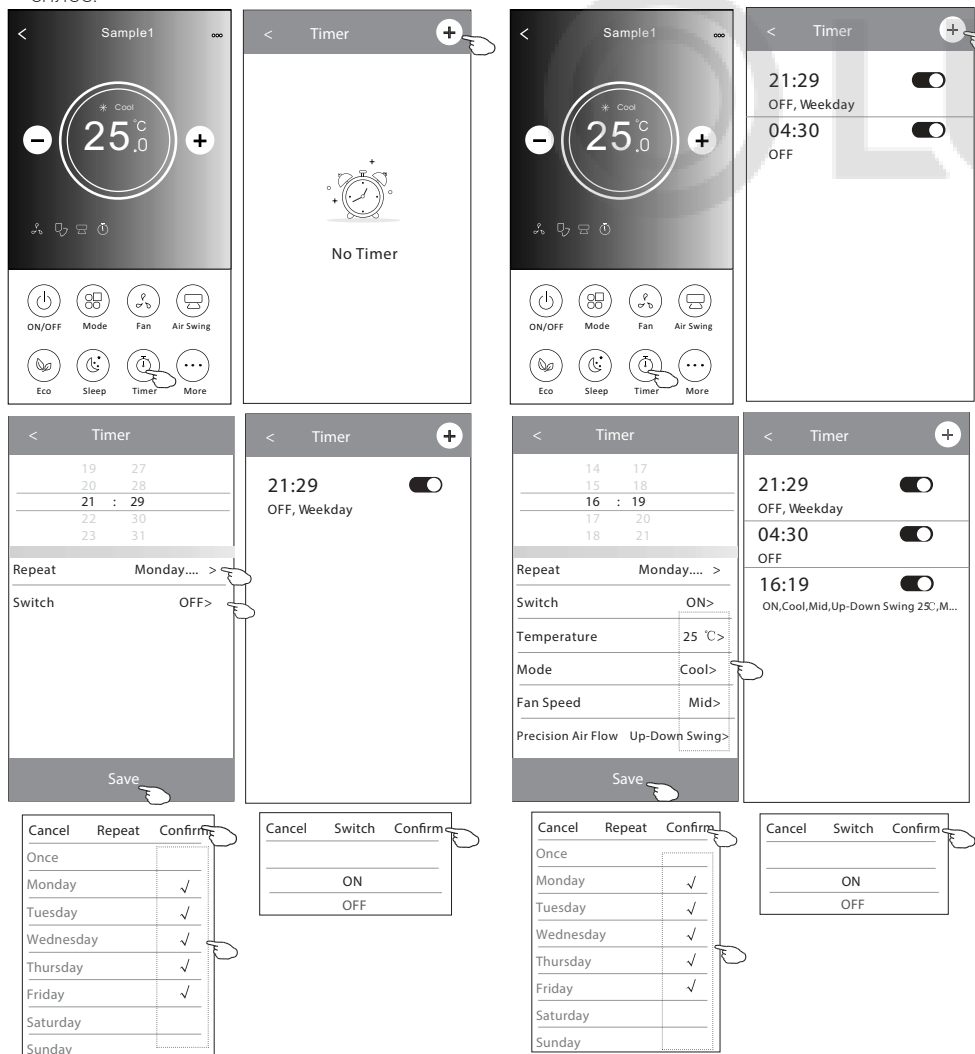 < Sample1
Cool
25.0 °C
− +
ON/OFF Mode Fan Air Swing
Eco Sleep Timer More
< Timer +
No Timer
< Sample1
Cool
25.0 °C
− +
ON/OFF Mode Fan Air Swing
Eco Sleep Timer More
< Timer +
21:29
OFF, Weekday
04:30
OFF
< Timer
19 27
20 28
21 : 29
22 30
23 31
Repeat Monday.... >
Switch OFF>
Save
< Timer +
21:29
OFF, Weekday
< Timer
14 17
15 18
16 : 19
17 20
18 21
Repeat Monday.... >
Switch ON>
Temperature 25 ℃>
Mode Cool>
Fan Speed Mid>
Precision Air Flow Up-Down Swing>
Save
< Timer +
21:29
OFF, Weekday
04:30
OFF
16:19
ON,Cool,Mid,Up-Down Swing 25℃,M...
Cancel Repeat Confirm
Once
Monday √
Tuesday √
Wednesday √
Thursday √
Friday √
Saturday
Sunday
Cancel Switch Confirm
ON
OFF
Cancel Repeat Confirm
Once
Monday √
Tuesday √
Wednesday √
Thursday √
Friday √
Saturday
Sunday
Cancel Switch Confirm
ON
OFF